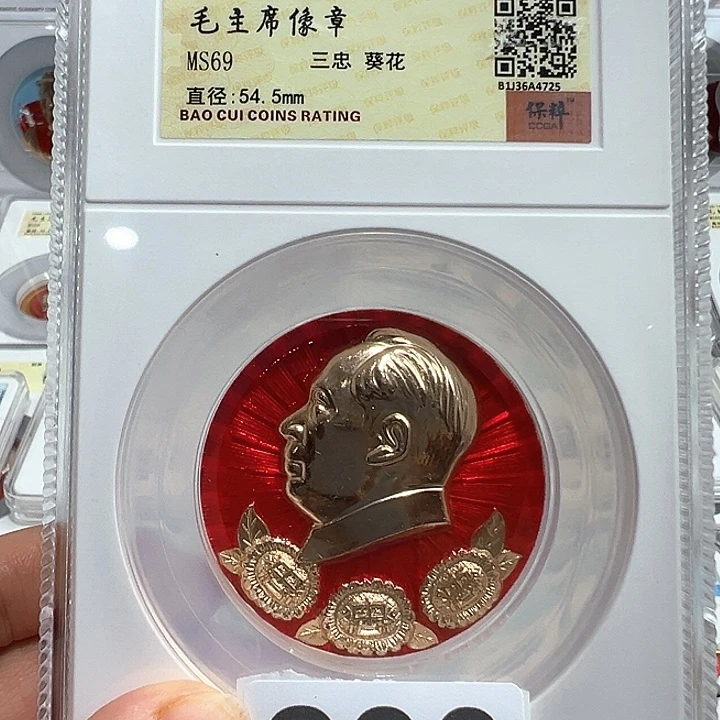 毛主席像章
MS69 三忠 葵花
直径:54.5mm
BAO CUI COINS RATING
B1J36A4725
保粹
CCGA